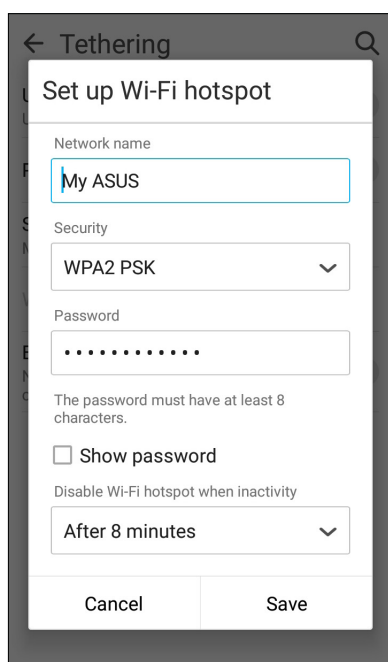 Tethering
Set up Wi-Fi hotspot
Network name
My ASUS
Security
WPA2 PSK
Password
••••••••••••
The password must have at least 8
characters.
Show password
Disable Wi-Fi hotspot when inactivity
After 8 minutes
Cancel
Save